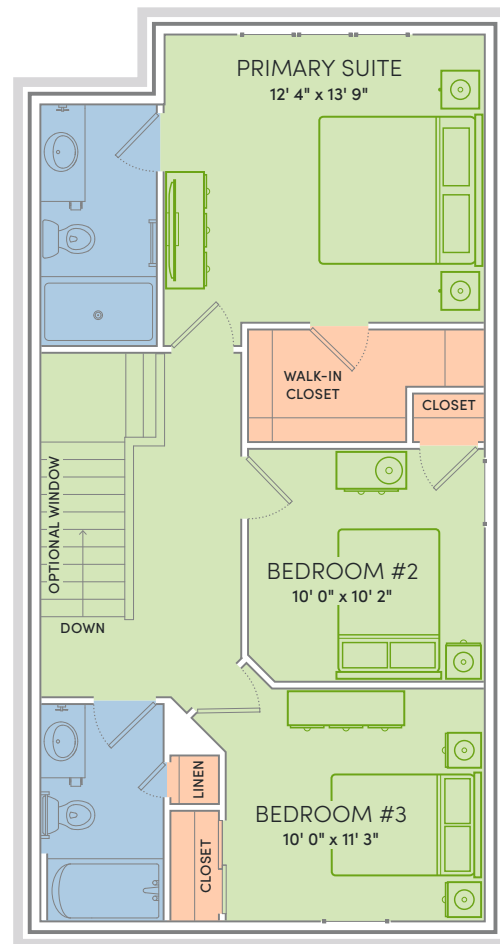 PRIMARY SUITE
12' 4" x 13' 9"
WALK-IN
CLOSET
CLOSET
OPTIONAL WINDOW
DOWN
BEDROOM #2
10' 0" x 10' 2"
LINEN
CLOSET
BEDROOM #3
10' 0" x 11' 3"